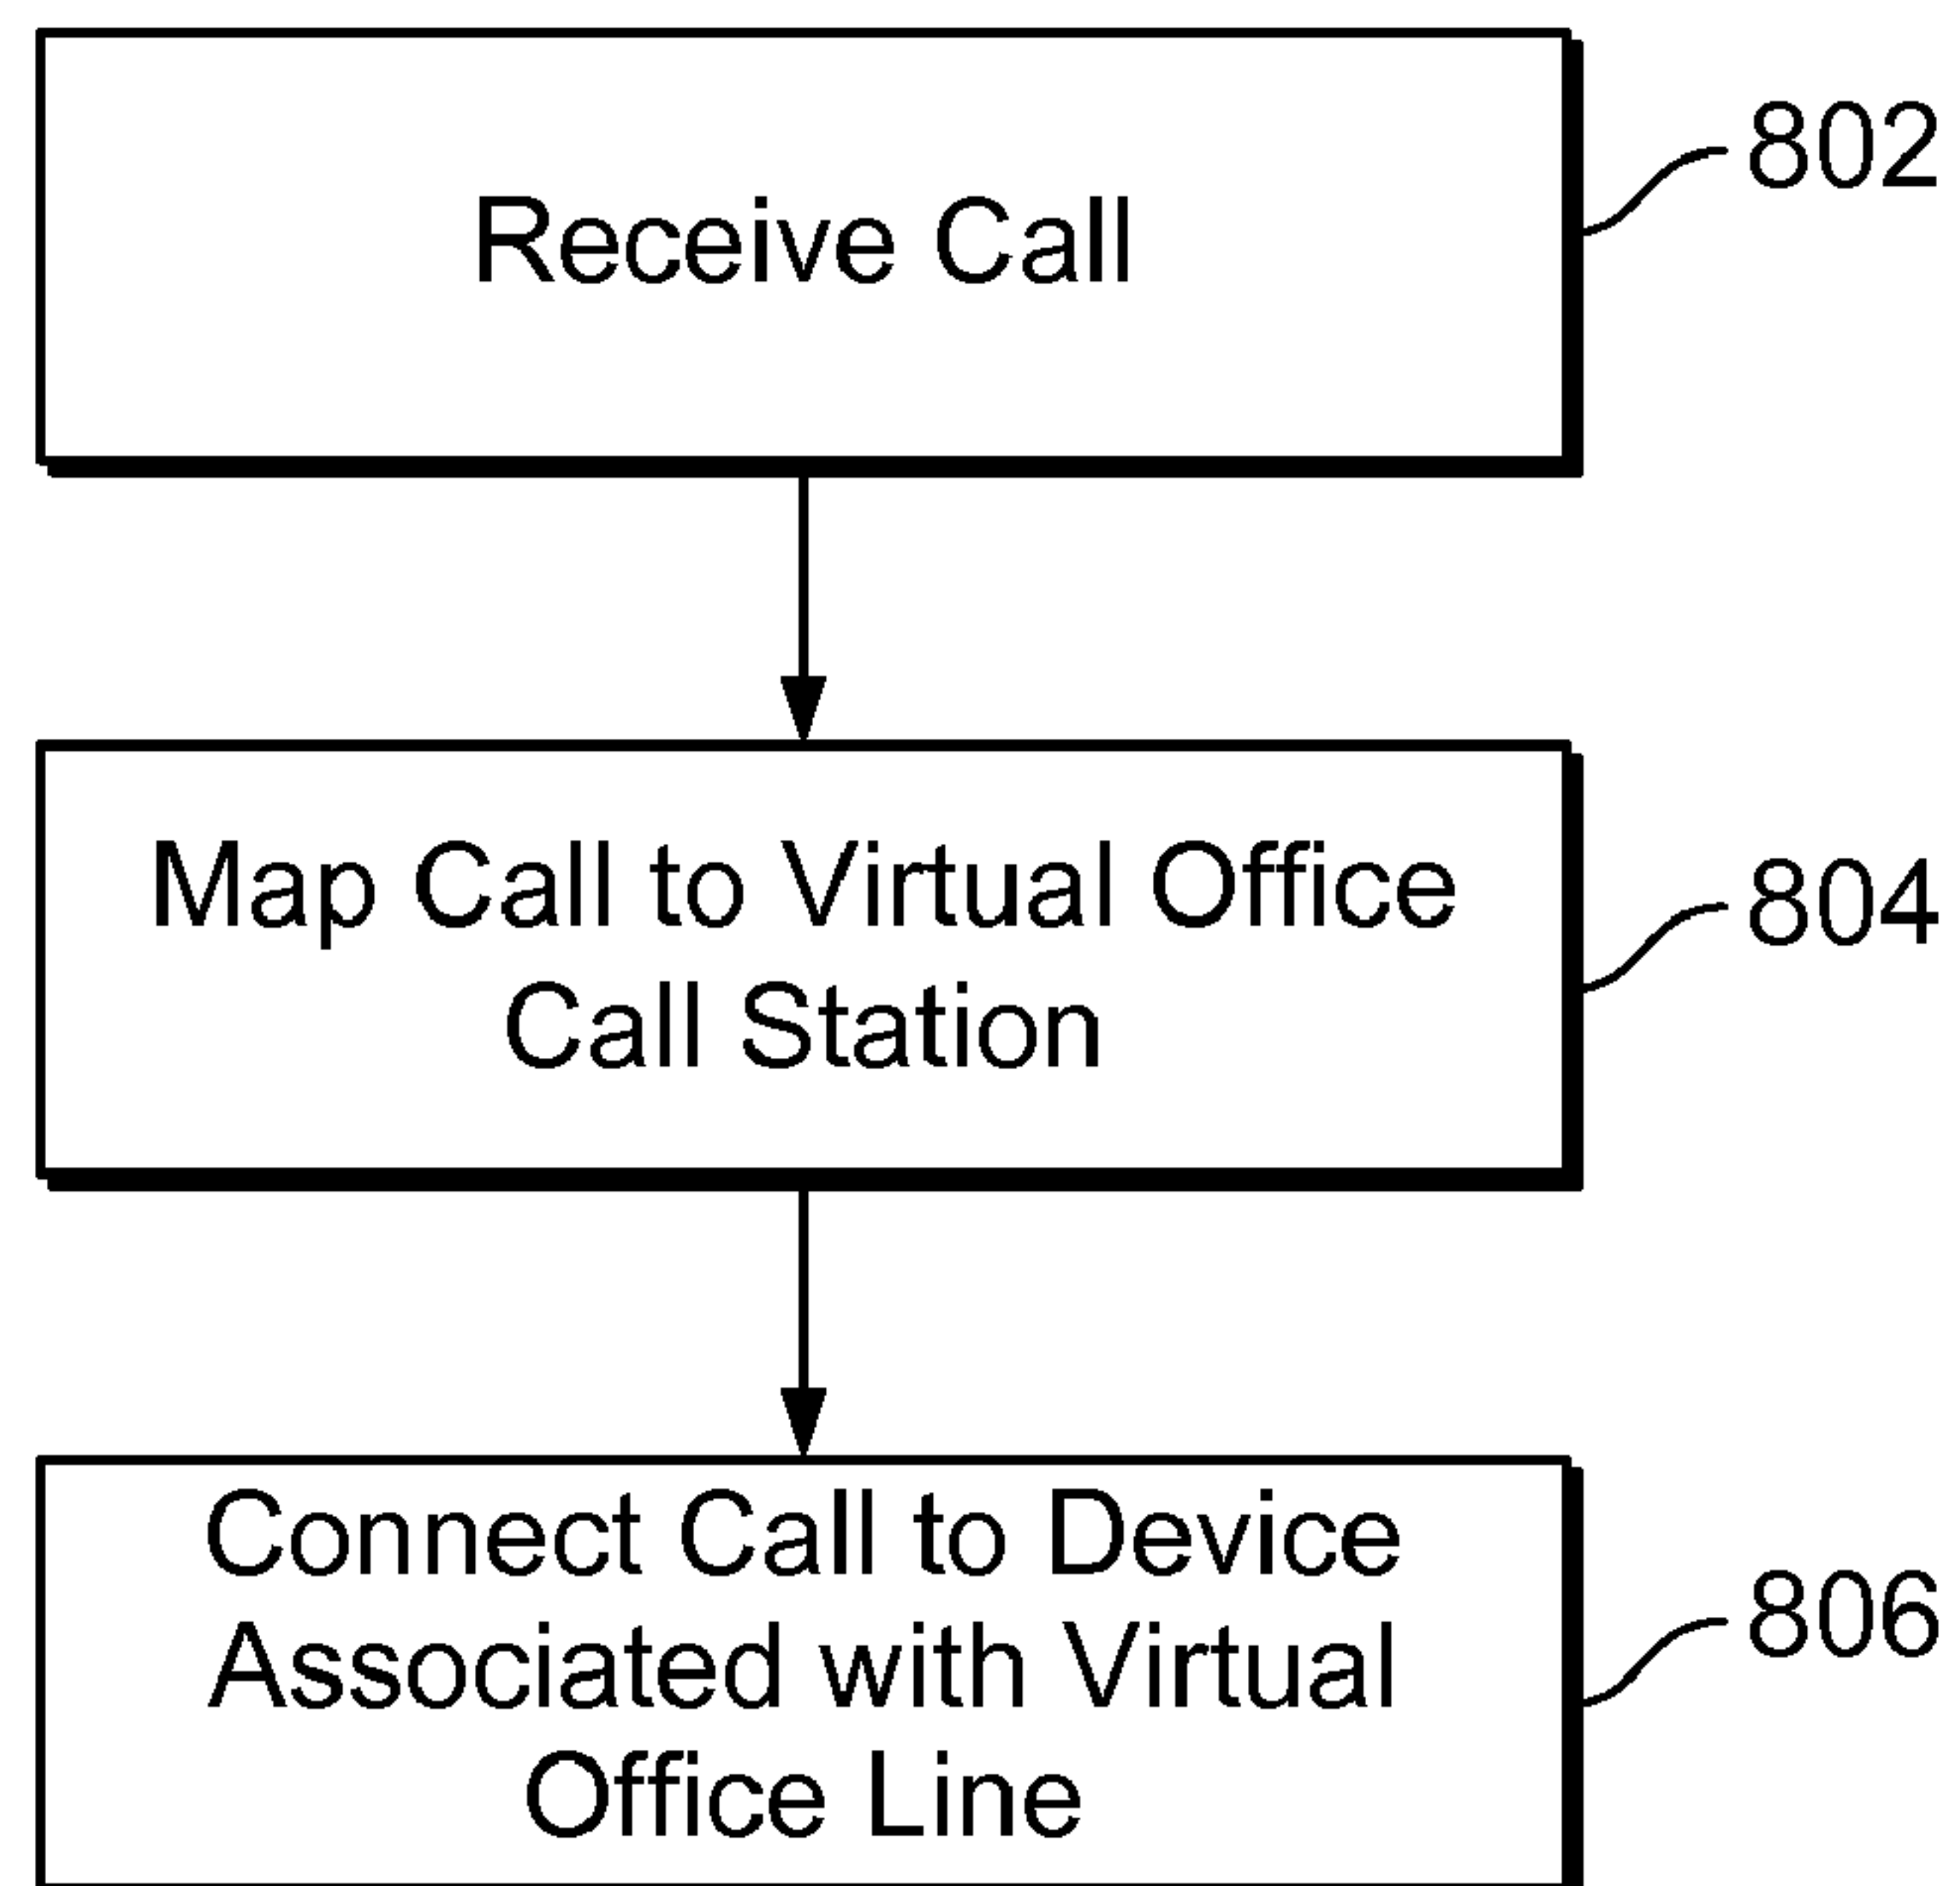 Receive Call
802
Map Call to Virtual Office
Call Station
804
Connect Call to Device
Associated with Virtual
Office Line
806